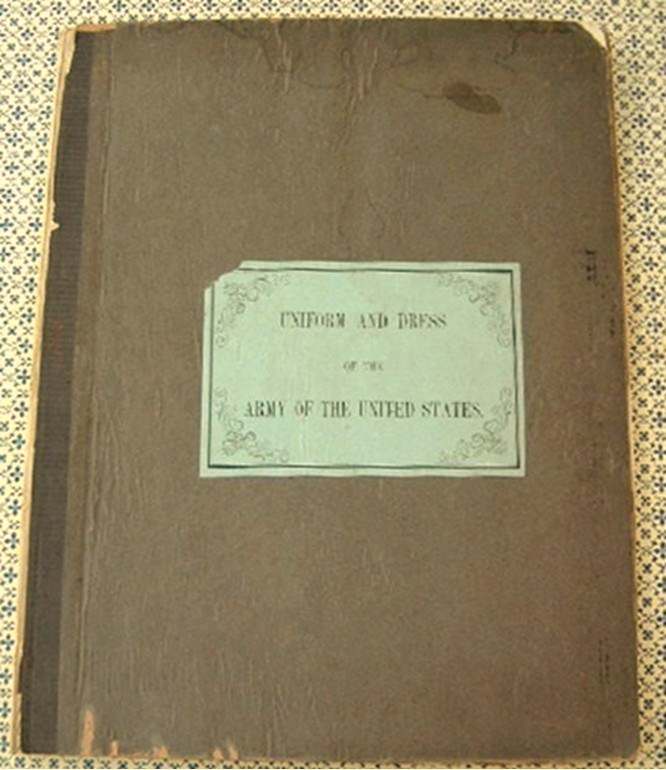 UNIFORM AND DRESS
OF THE
ARMY OF THE UNITED STATES.